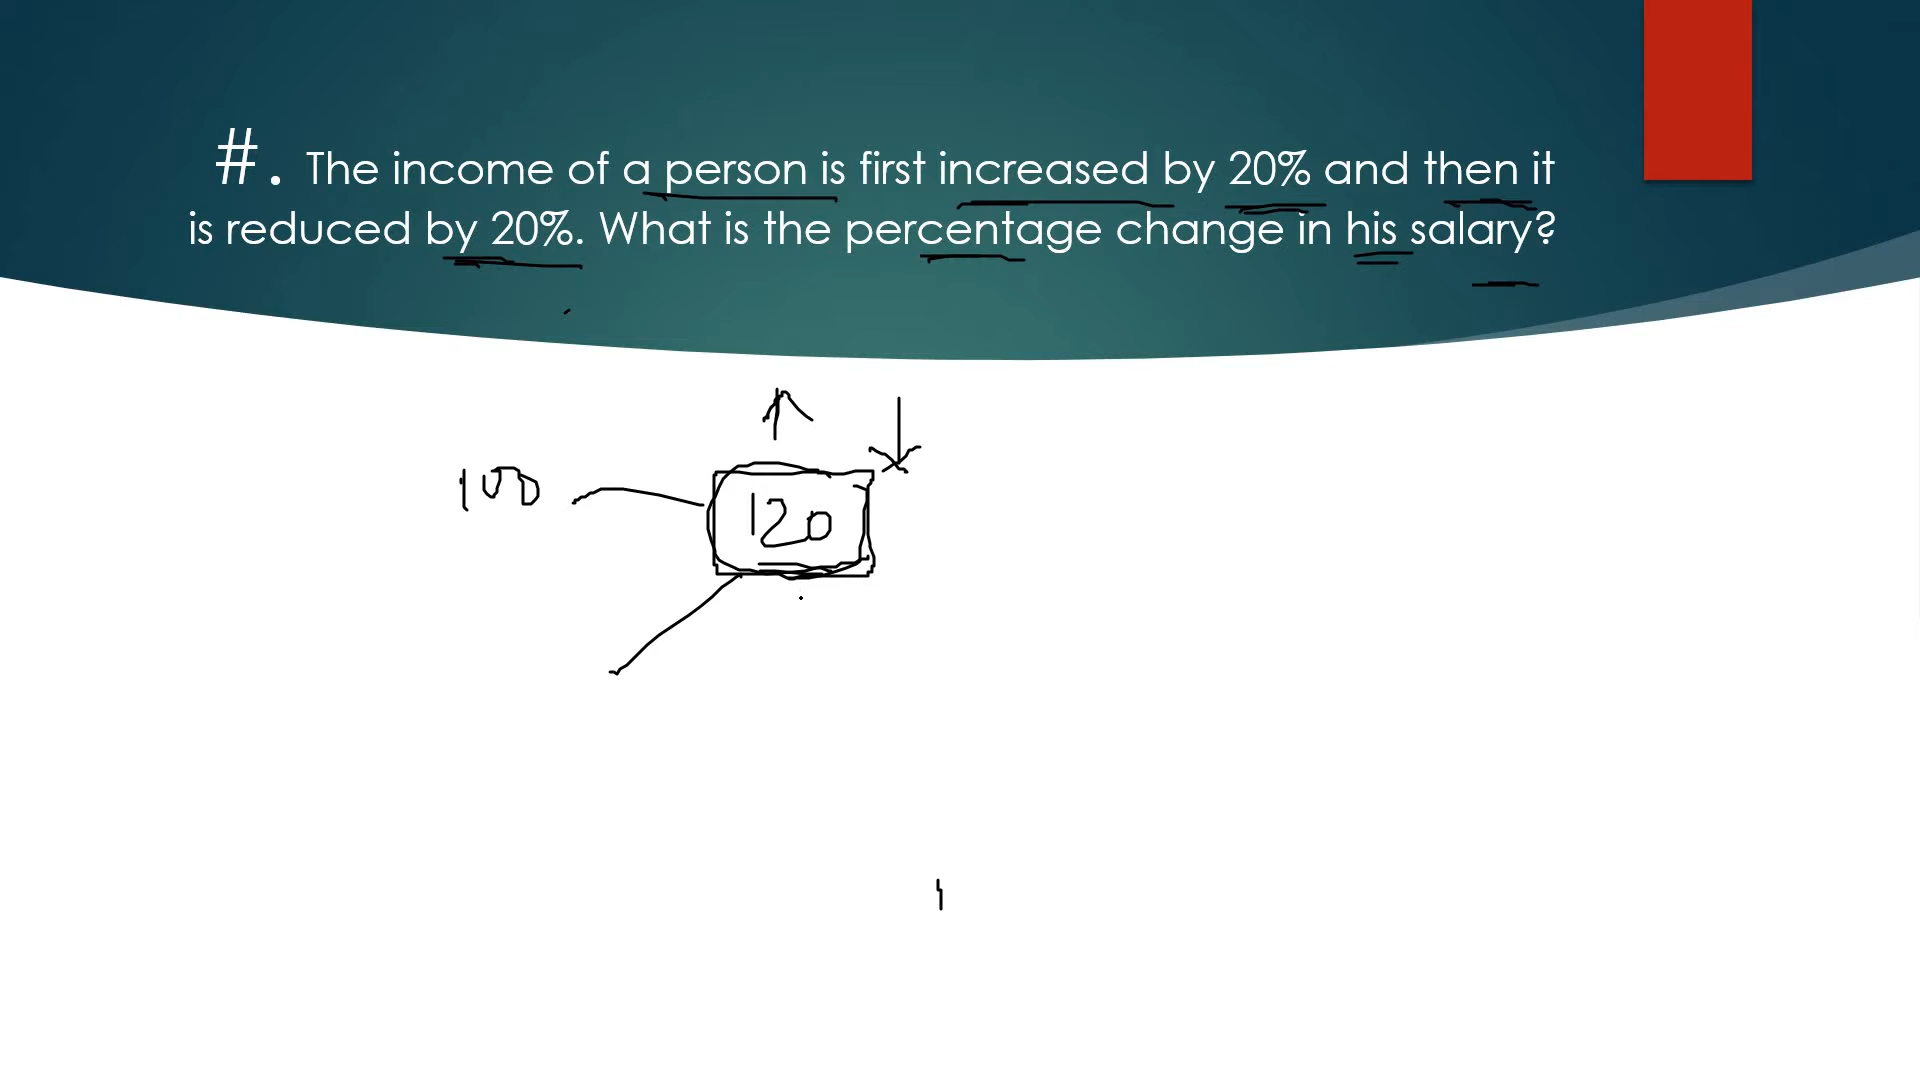 #. The income of a person is first increased by 20% and then it
is reduced by 20%. What is the percentage change in his salary?
100
120